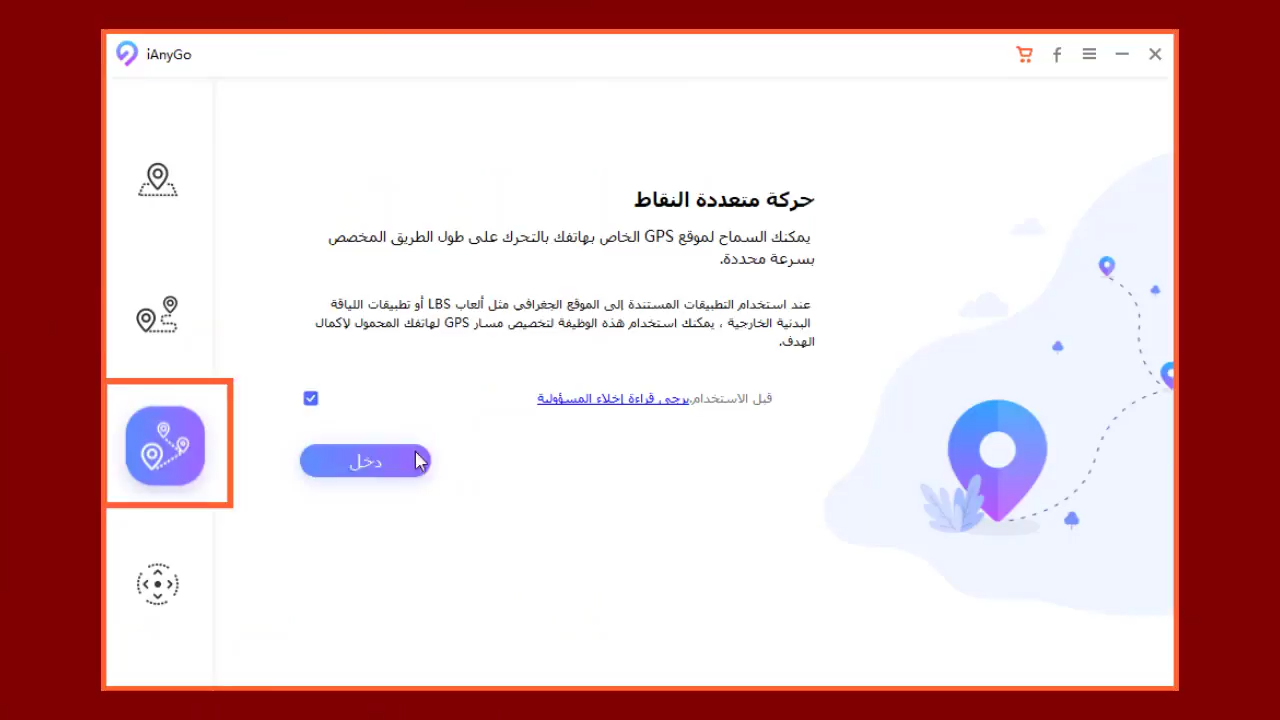 iAnyGo
حركة متعددة النقاط
يمكنك السماح لموقع GPS الخاص بهاتفك بالتحرك على طول الطريق المخصص
بسرعة محددة.
عند استخدام التطبيقات المستندة إلى الموقع الجغرافي مثل ألعاب LBS أو تطبيقات اللياقة
البدنية الخارجية ، يمكنك استخدام هذه الوظيفة لتخصيص مسار GPS لهاتفك المحمول لإكمال
الهدف.
قبل الاستخدام,يرجى قراءة إخلاء المسؤولية
دخل